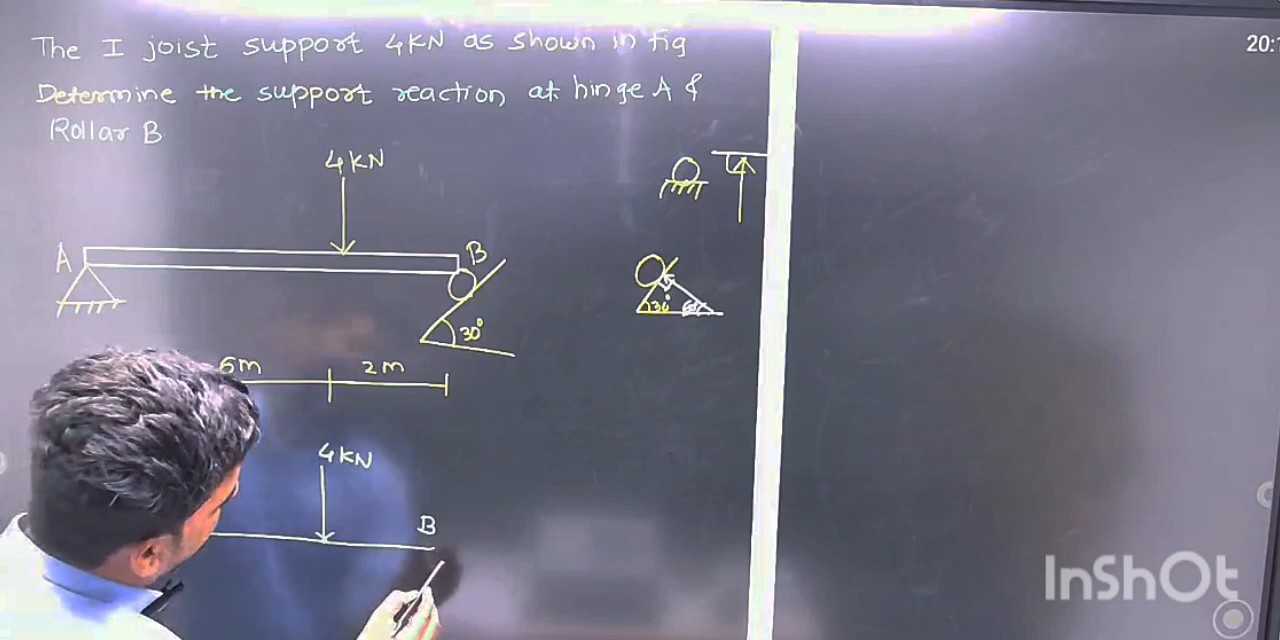 The I joist support 4KN as shown in fig
Determine the support reaction at hinge A &
Rollar B
4KN
A
B
30°
30°
6m
2m
4KN
B
20:
InShOt